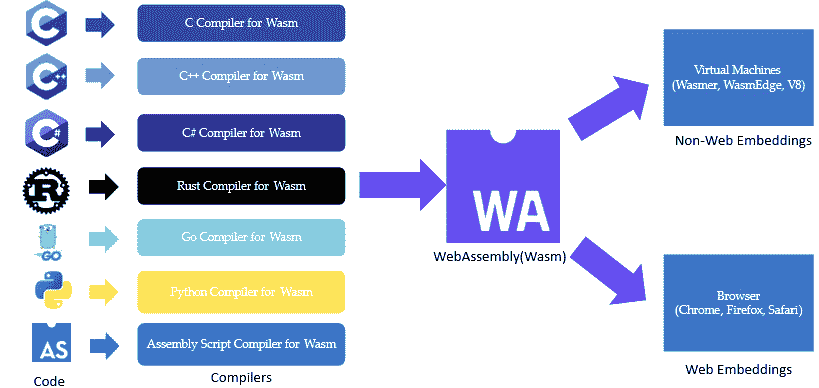 C
C Compiler for Wasm
C++
C++ Compiler for Wasm
C#
C# Compiler for Wasm
R
Rust Compiler for Wasm
GO
Go Compiler for Wasm
Python Compiler for Wasm
AS
Assembly Script Compiler for Wasm
Code
Compilers
WA
WebAssembly(Wasm)
Virtual Machines
(Wasmer, WasmEdge, V8)
Non-Web Embeddings
Browser
(Chrome, Firefox, Safari)
Web Embeddings